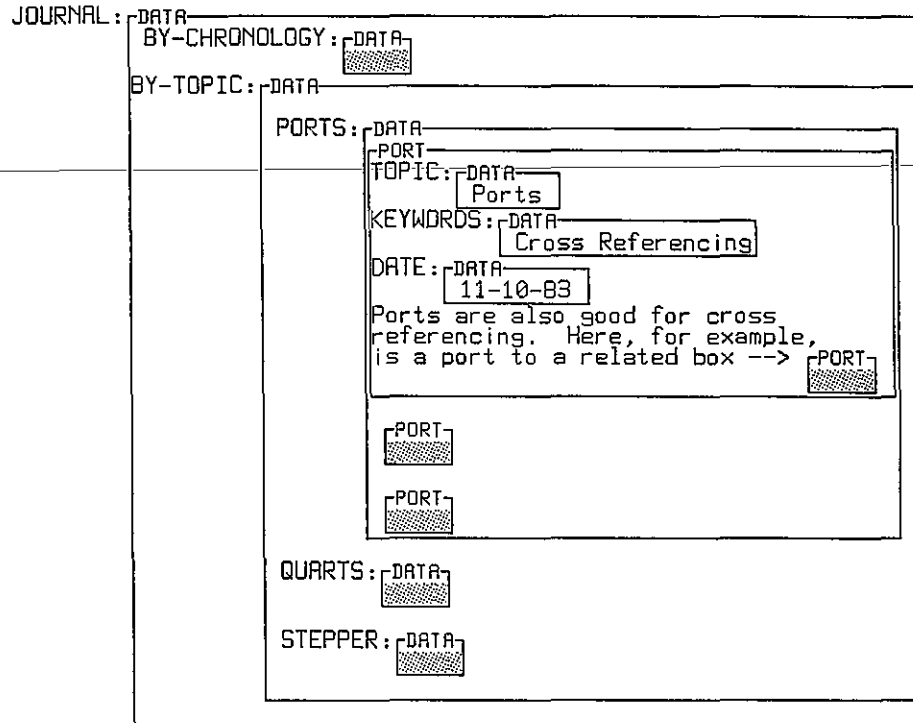 JOURNAL: DATA
BY-CHRONOLOGY: DATA
BY-TOPIC: DATA
PORTS: DATA
PORT
TOPIC: DATA
Ports
KEYWORDS: DATA
Cross Referencing
DATE: DATA
11-10-83
Ports are also good for cross
referencing. Here, for example,
is a port to a related box --> PORT
PORT
PORT
QUARTS: DATA
STEPPER: DATA